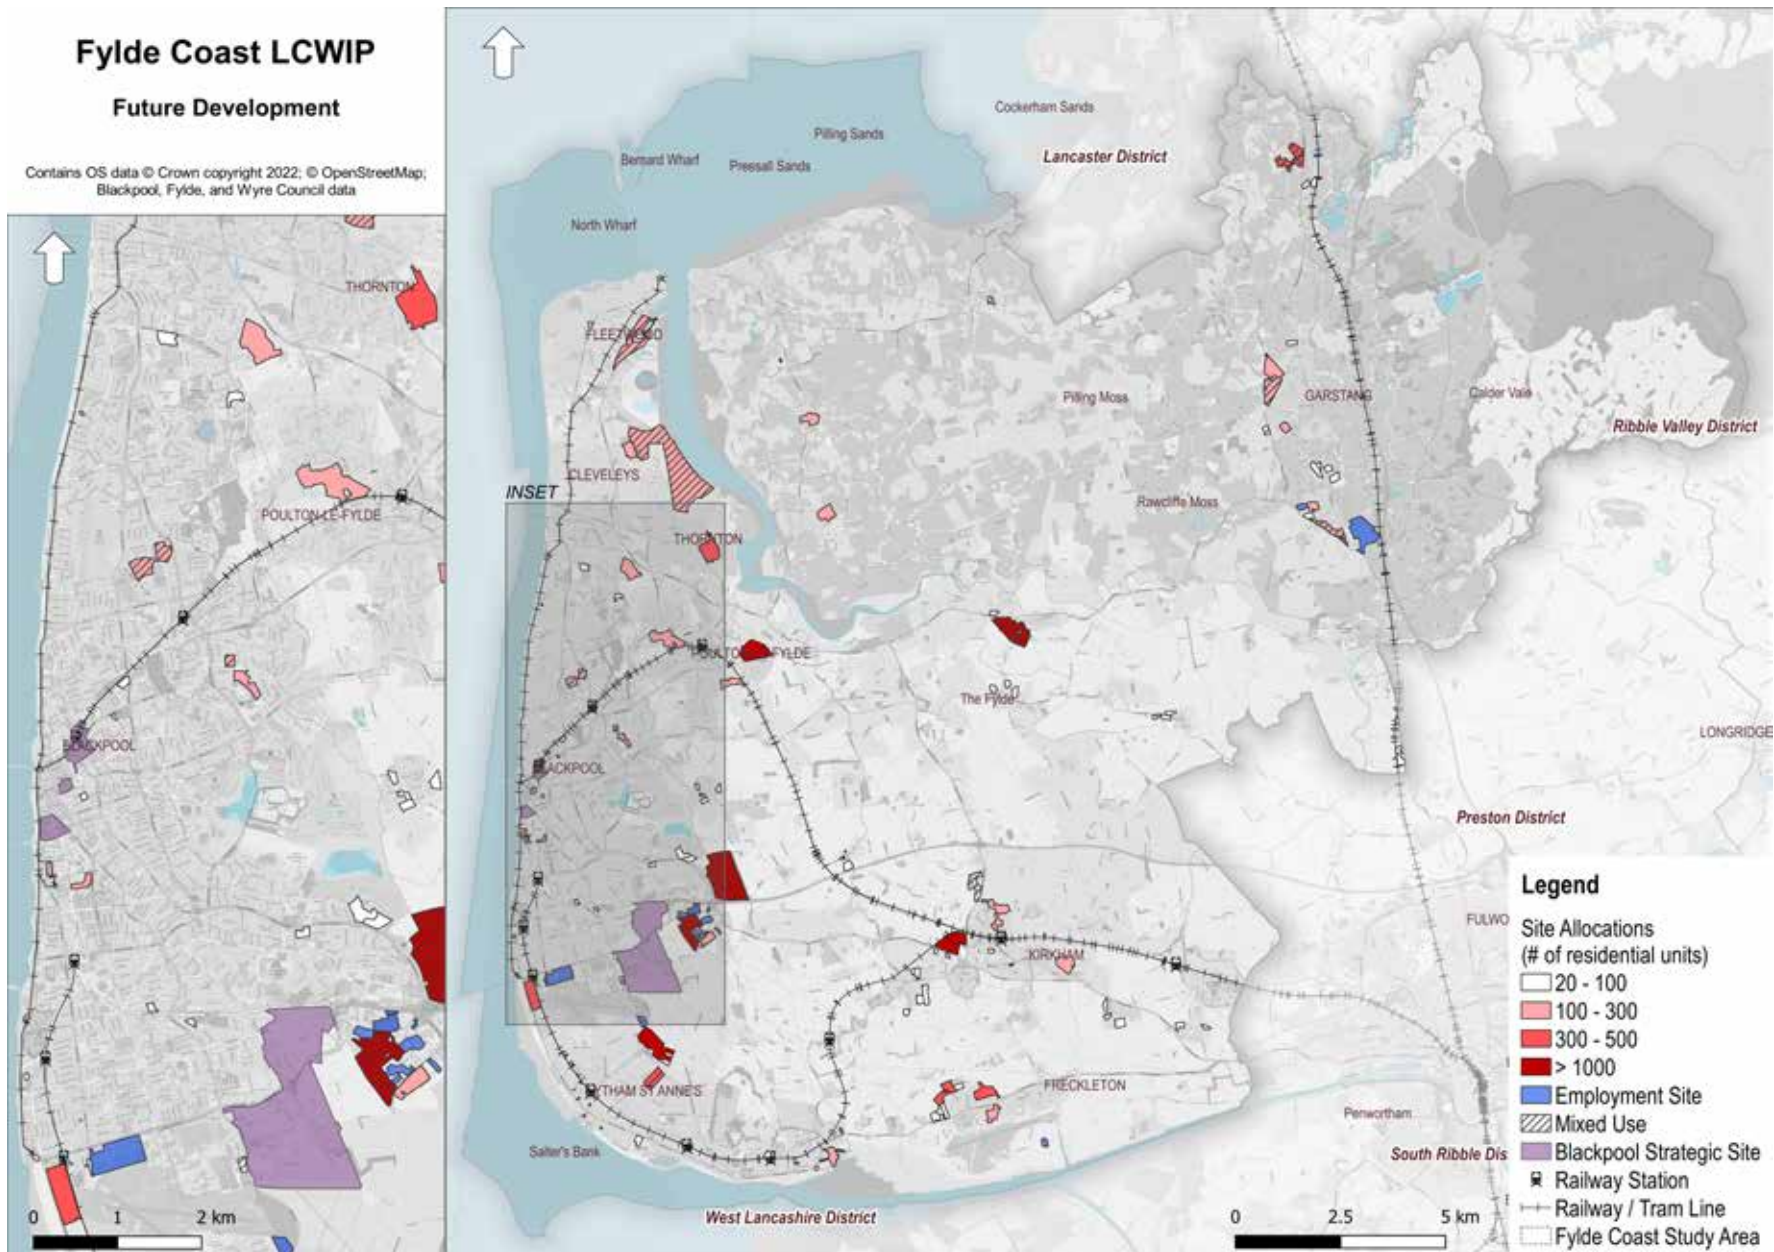 Fylde Coast LCWIP
Future Development
Contains OS data © Crown copyright 2022; © OpenStreetMap;
Blackpool, Fylde, and Wyre Council data
THORNTON
POULTON-LE-FYLDE
BLACKPOOL
0 1 2 km
Cockerham Sands
Pilling Sands
Bernard Wharf
Preesall Sands
Lancaster District
North Wharf
FLEETWOOD
Pilling Moss
GARSTANG
Calder Vale
Ribble Valley District
CLEVELEYS
INSET
Rawcliffe Moss
THORNTON
The Fylde
LONGRIDGE
BLACKPOOL
Preston District
FULWO
KIRKHAM
YTHAM ST ANNE'S
FRECKLETON
Penwortham
Salter's Bank
South Ribble Dis
West Lancashire District
0 2.5 5 km
Legend
Site Allocations
(# of residential units)
20 - 100
100 - 300
300 - 500
> 1000
Employment Site
Mixed Use
Blackpool Strategic Site
Railway Station
Railway / Tram Line
Fylde Coast Study Area